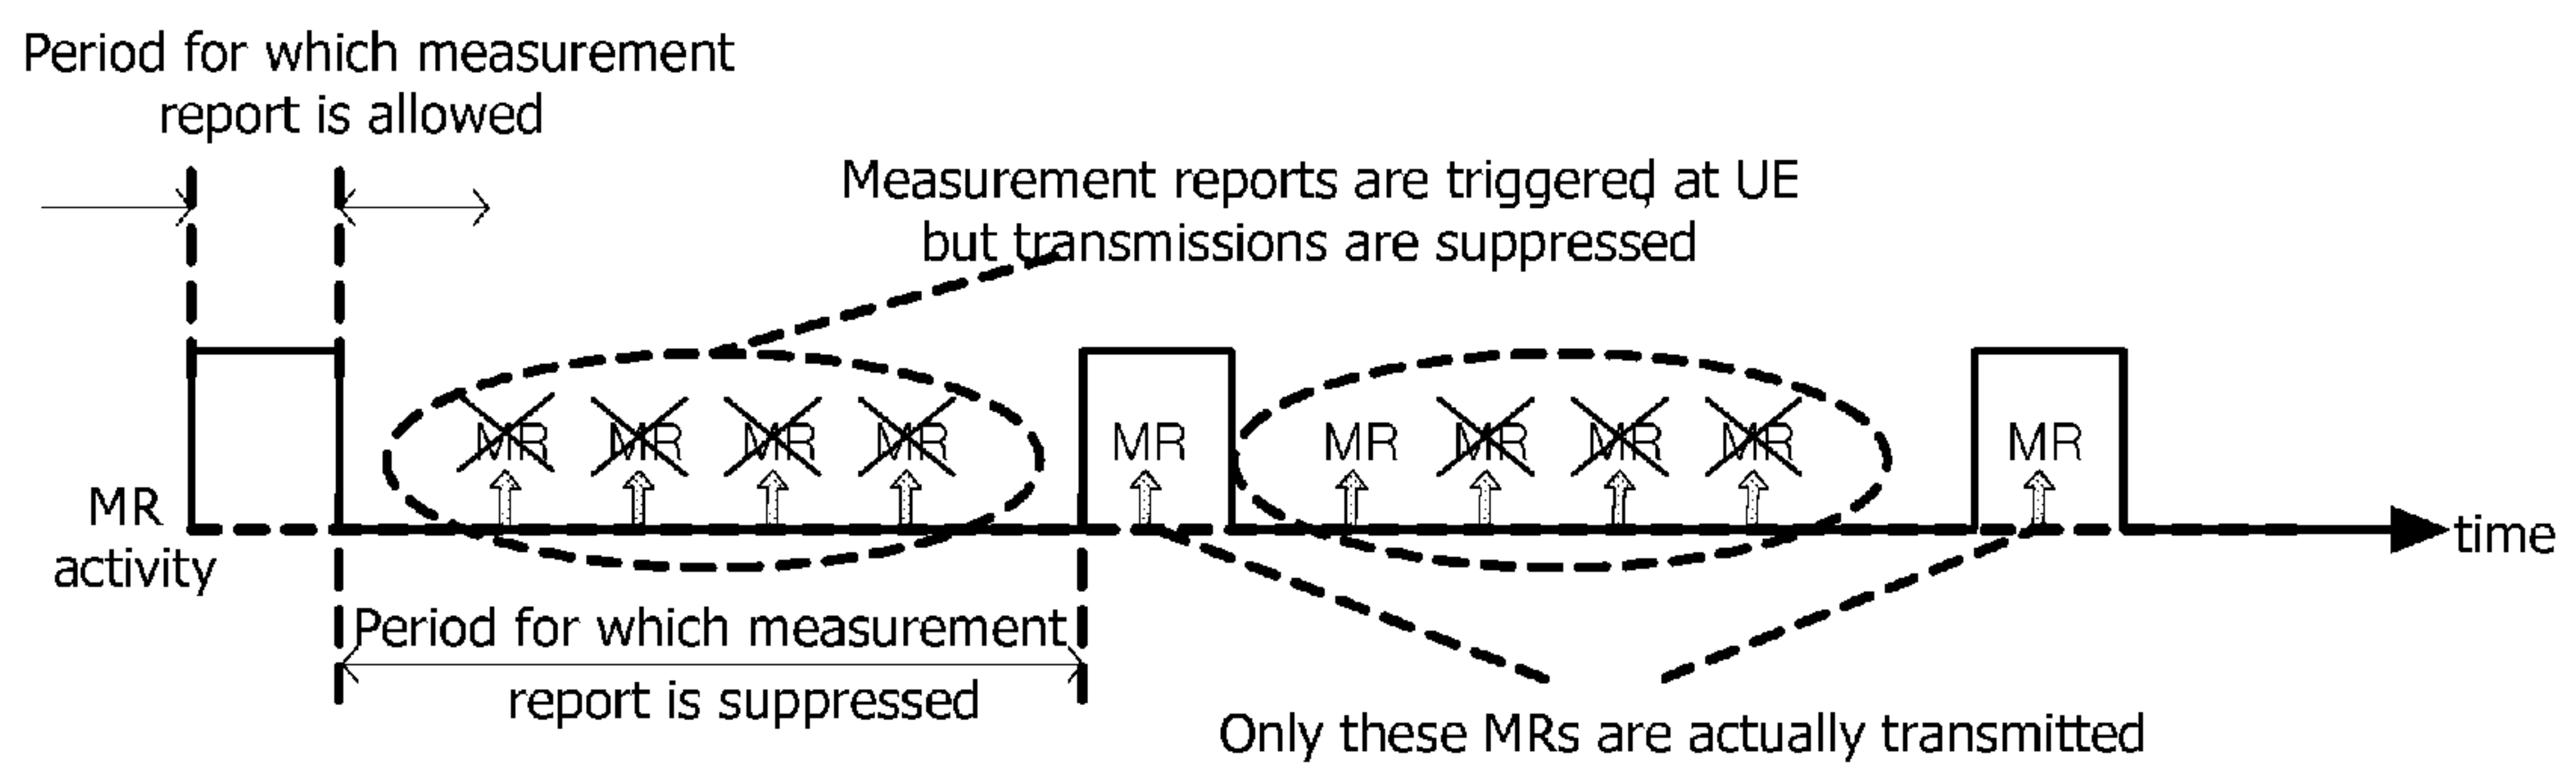 Period for which measurement
report is allowed
Measurement reports are triggered at UE
but transmissions are suppressed
MR MR MR MR MR MR MR MR MR MR
MR
activity
time
Period for which measurement
report is suppressed
Only these MRs are actually transmitted